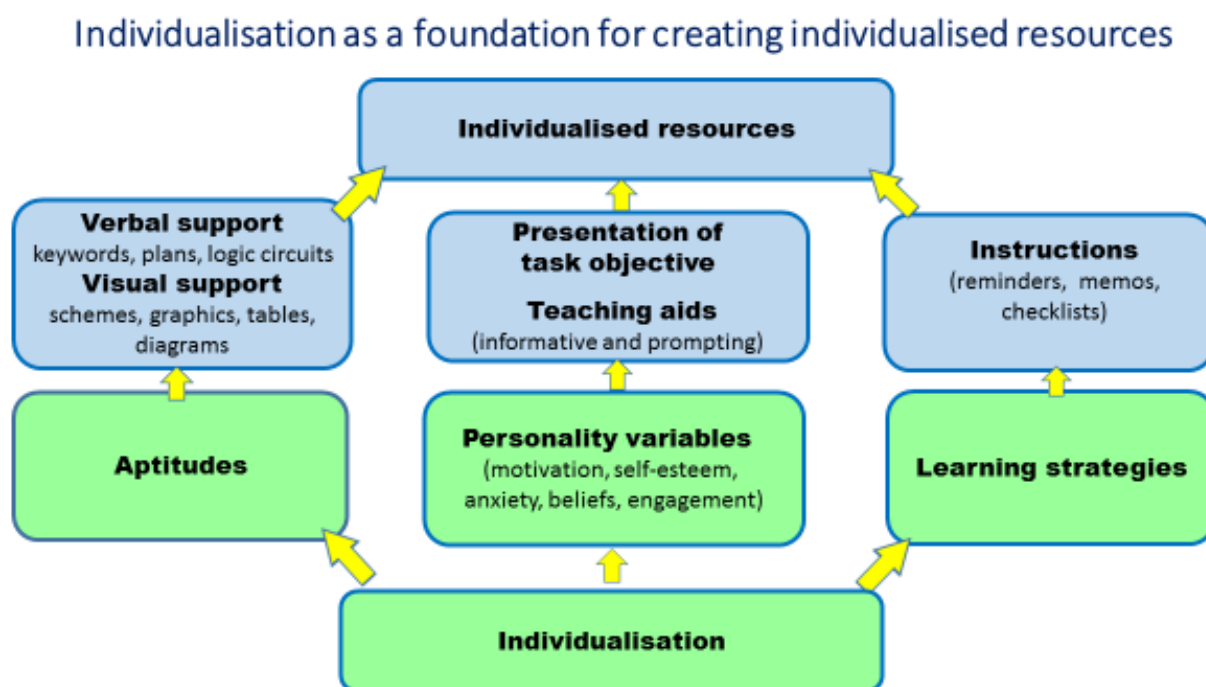 Individualisation as a foundation for creating individualised resources
Individualised resources
Verbal support
keywords, plans, logic circuits
Visual support
schemes, graphics, tables,
diagrams
Presentation of
task objective
Teaching aids
(informative and prompting)
Instructions
(reminders, memos,
checklists)
Aptitudes
Personality variables
(motivation, self-esteem,
anxiety, beliefs, engagement)
Learning strategies
Individualisation